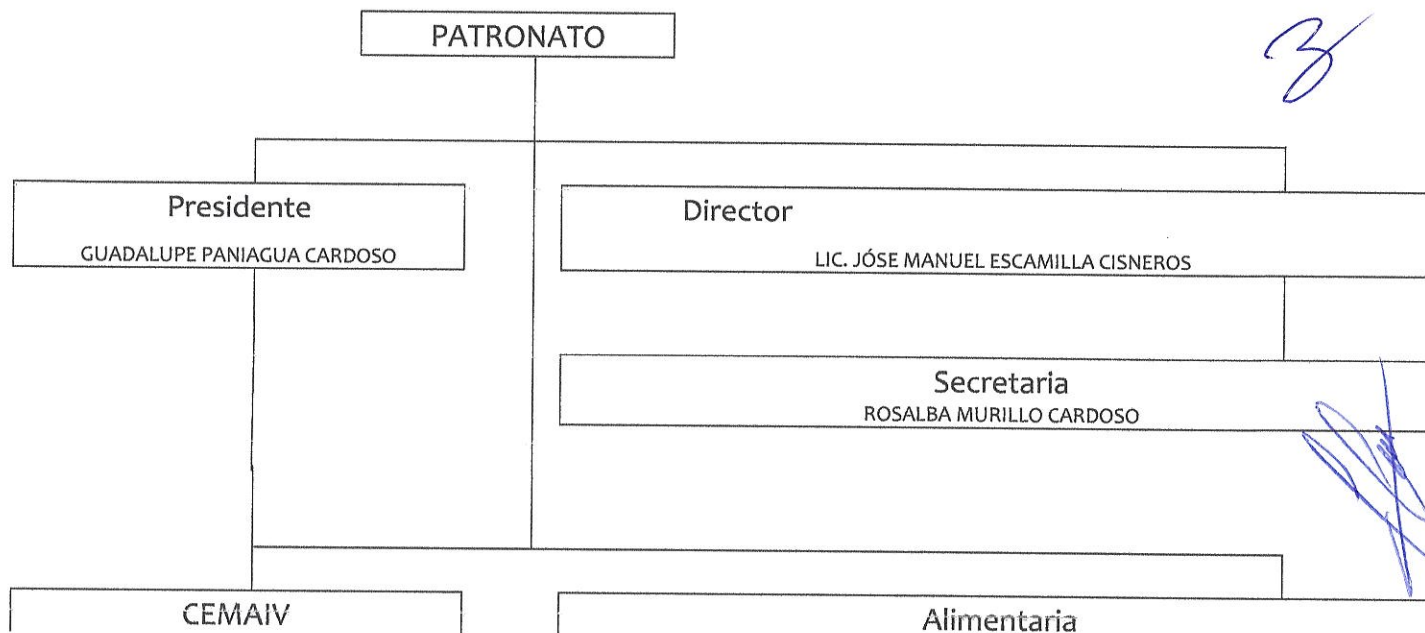 PATRONATO
Presidente
GUADALUPE PANIAGUA CARDOSO
Director
LIC. JÓSE MANUEL ESCAMILLA CISNEROS
Secretaria
ROSALBA MURILLO CARDOSO
CEMAIV
Alimentaria